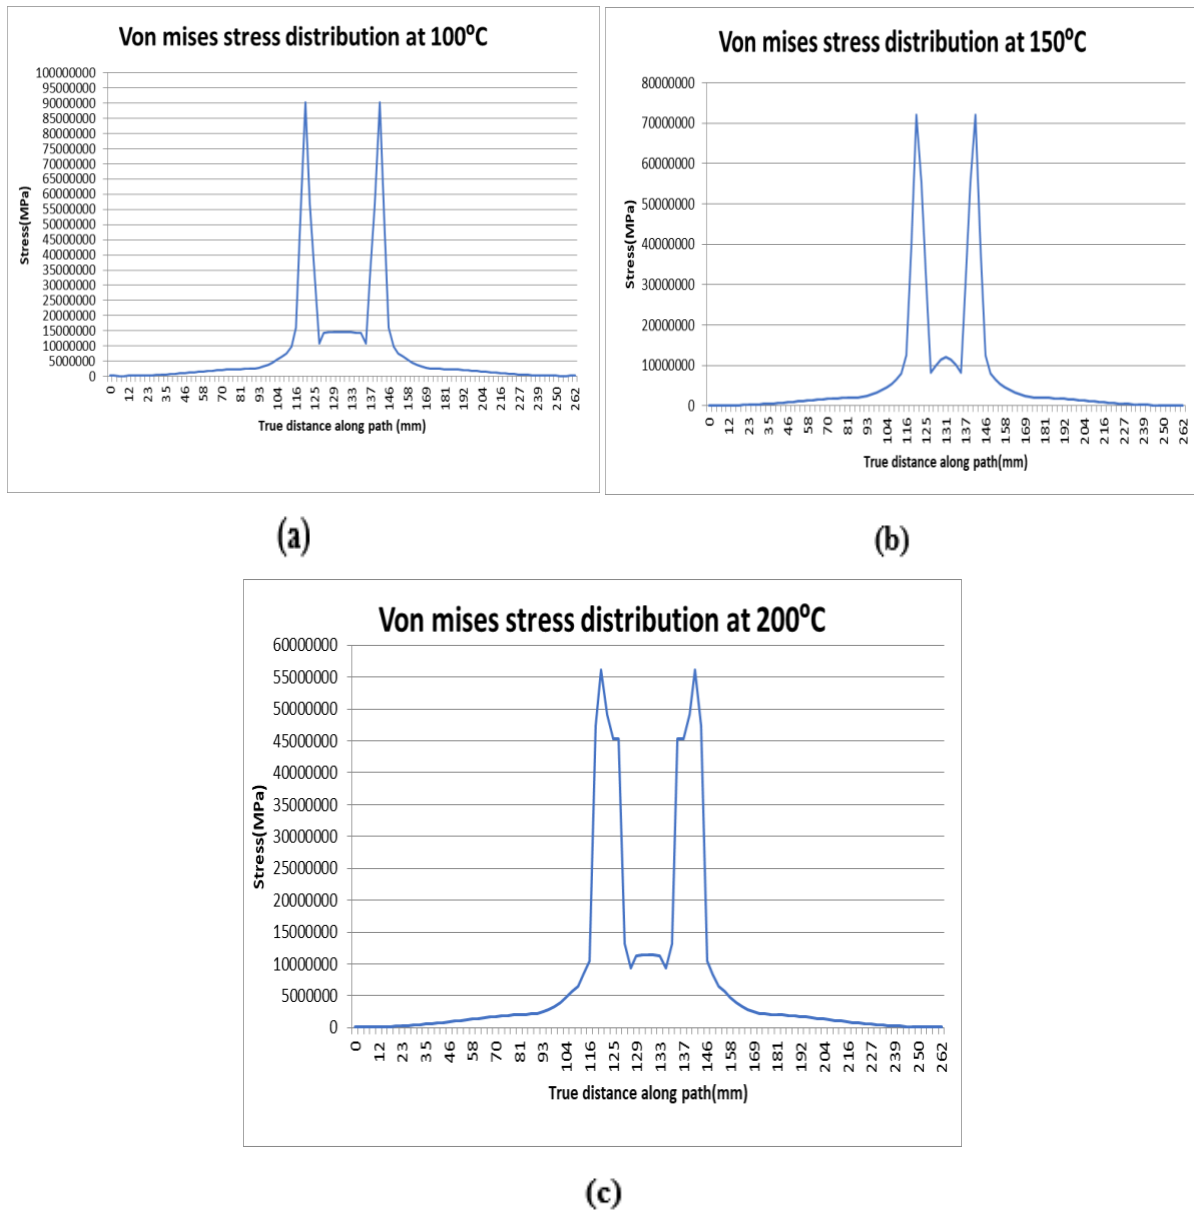 Von mises stress distribution at 100⁰C
100000000
95000000
90000000
85000000
80000000
75000000
70000000
65000000
60000000
55000000
50000000
45000000
40000000
35000000
30000000
25000000
20000000
15000000
10000000
5000000
0
Stress(MPa)
0 12 23 35 46 58 70 81 93 104 116 125 129 133 137 146 158 169 181 192 204 216 227 239 250 262
True distance along path (mm)
(a)
Von mises stress distribution at 150⁰C
80000000
70000000
60000000
50000000
40000000
30000000
20000000
10000000
0
Stress(MPa)
0 12 23 35 46 58 70 81 93 104 116 125 131 137 146 158 169 181 192 204 216 227 239 250 262
True distance along path(mm)
(b)
Von mises stress distribution at 200⁰C
60000000
55000000
50000000
45000000
40000000
35000000
30000000
25000000
20000000
15000000
10000000
5000000
0
Stress(MPa)
0 12 23 35 46 58 70 81 93 104 116 125 129 133 137 146 158 169 181 192 204 216 227 239 250 262
True distance along path(mm)
(c)